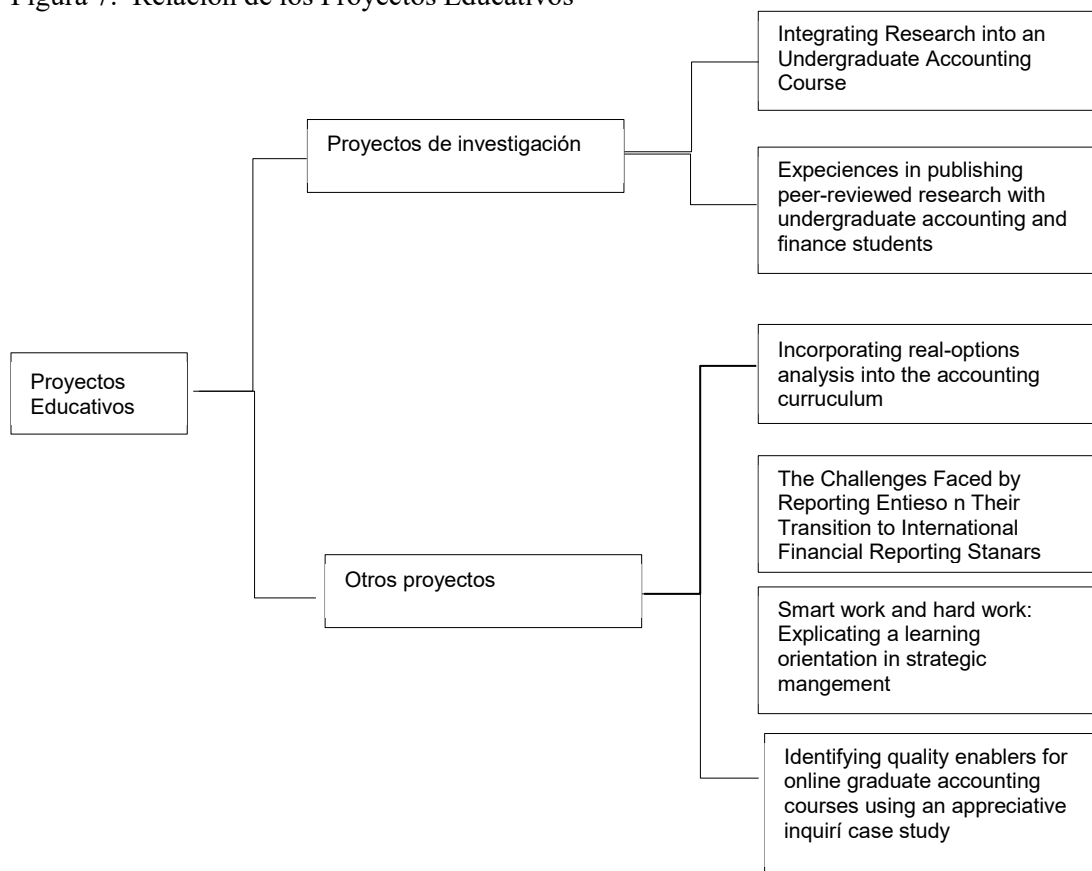 Figura 7. Relación de los Proyectos Educativos
Integrating Research into an
Undergraduate Accounting
Course
Proyectos de investigación
Expeciences in publishing
peer-reviewed research with
undergraduate accounting and
finance students
Proyectos
Educativos
Incorporating real-options
analysis into the accounting
curruculum
The Challenges Faced by
Reporting Entieso n Their
Transition to International
Financial Reporting Stanars
Otros proyectos
Smart work and hard work:
Explicating a learning
orientation in strategic
mangement
Identifying quality enablers for
online graduate accounting
courses using an appreciative
inquirí case study